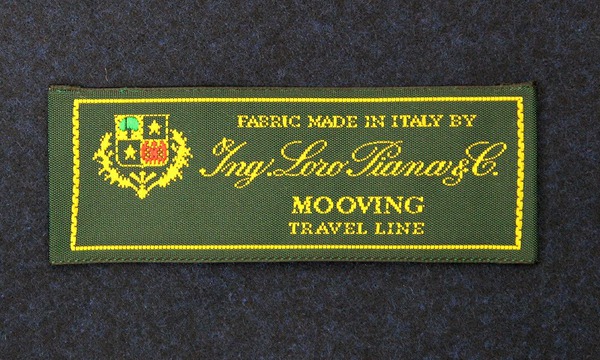 FABRIC MADE IN ITALY BY
Ing. Loro Piana & C.
MOOVING
TRAVEL LINE